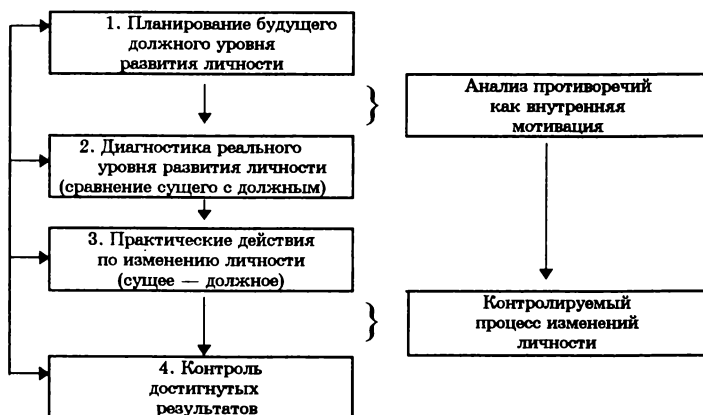 1. Планирование будущего
должного уровня
развития личности
Анализ противоречий
как внутренняя
мотивация
2. Диагностика реального
уровня развития личности
(сравнение сущего с должным)
3. Практические действия
по изменению личности
(сущее — должное)
Контролируемый
процесс изменений
личности
4. Контроль
достигнутых
результатов